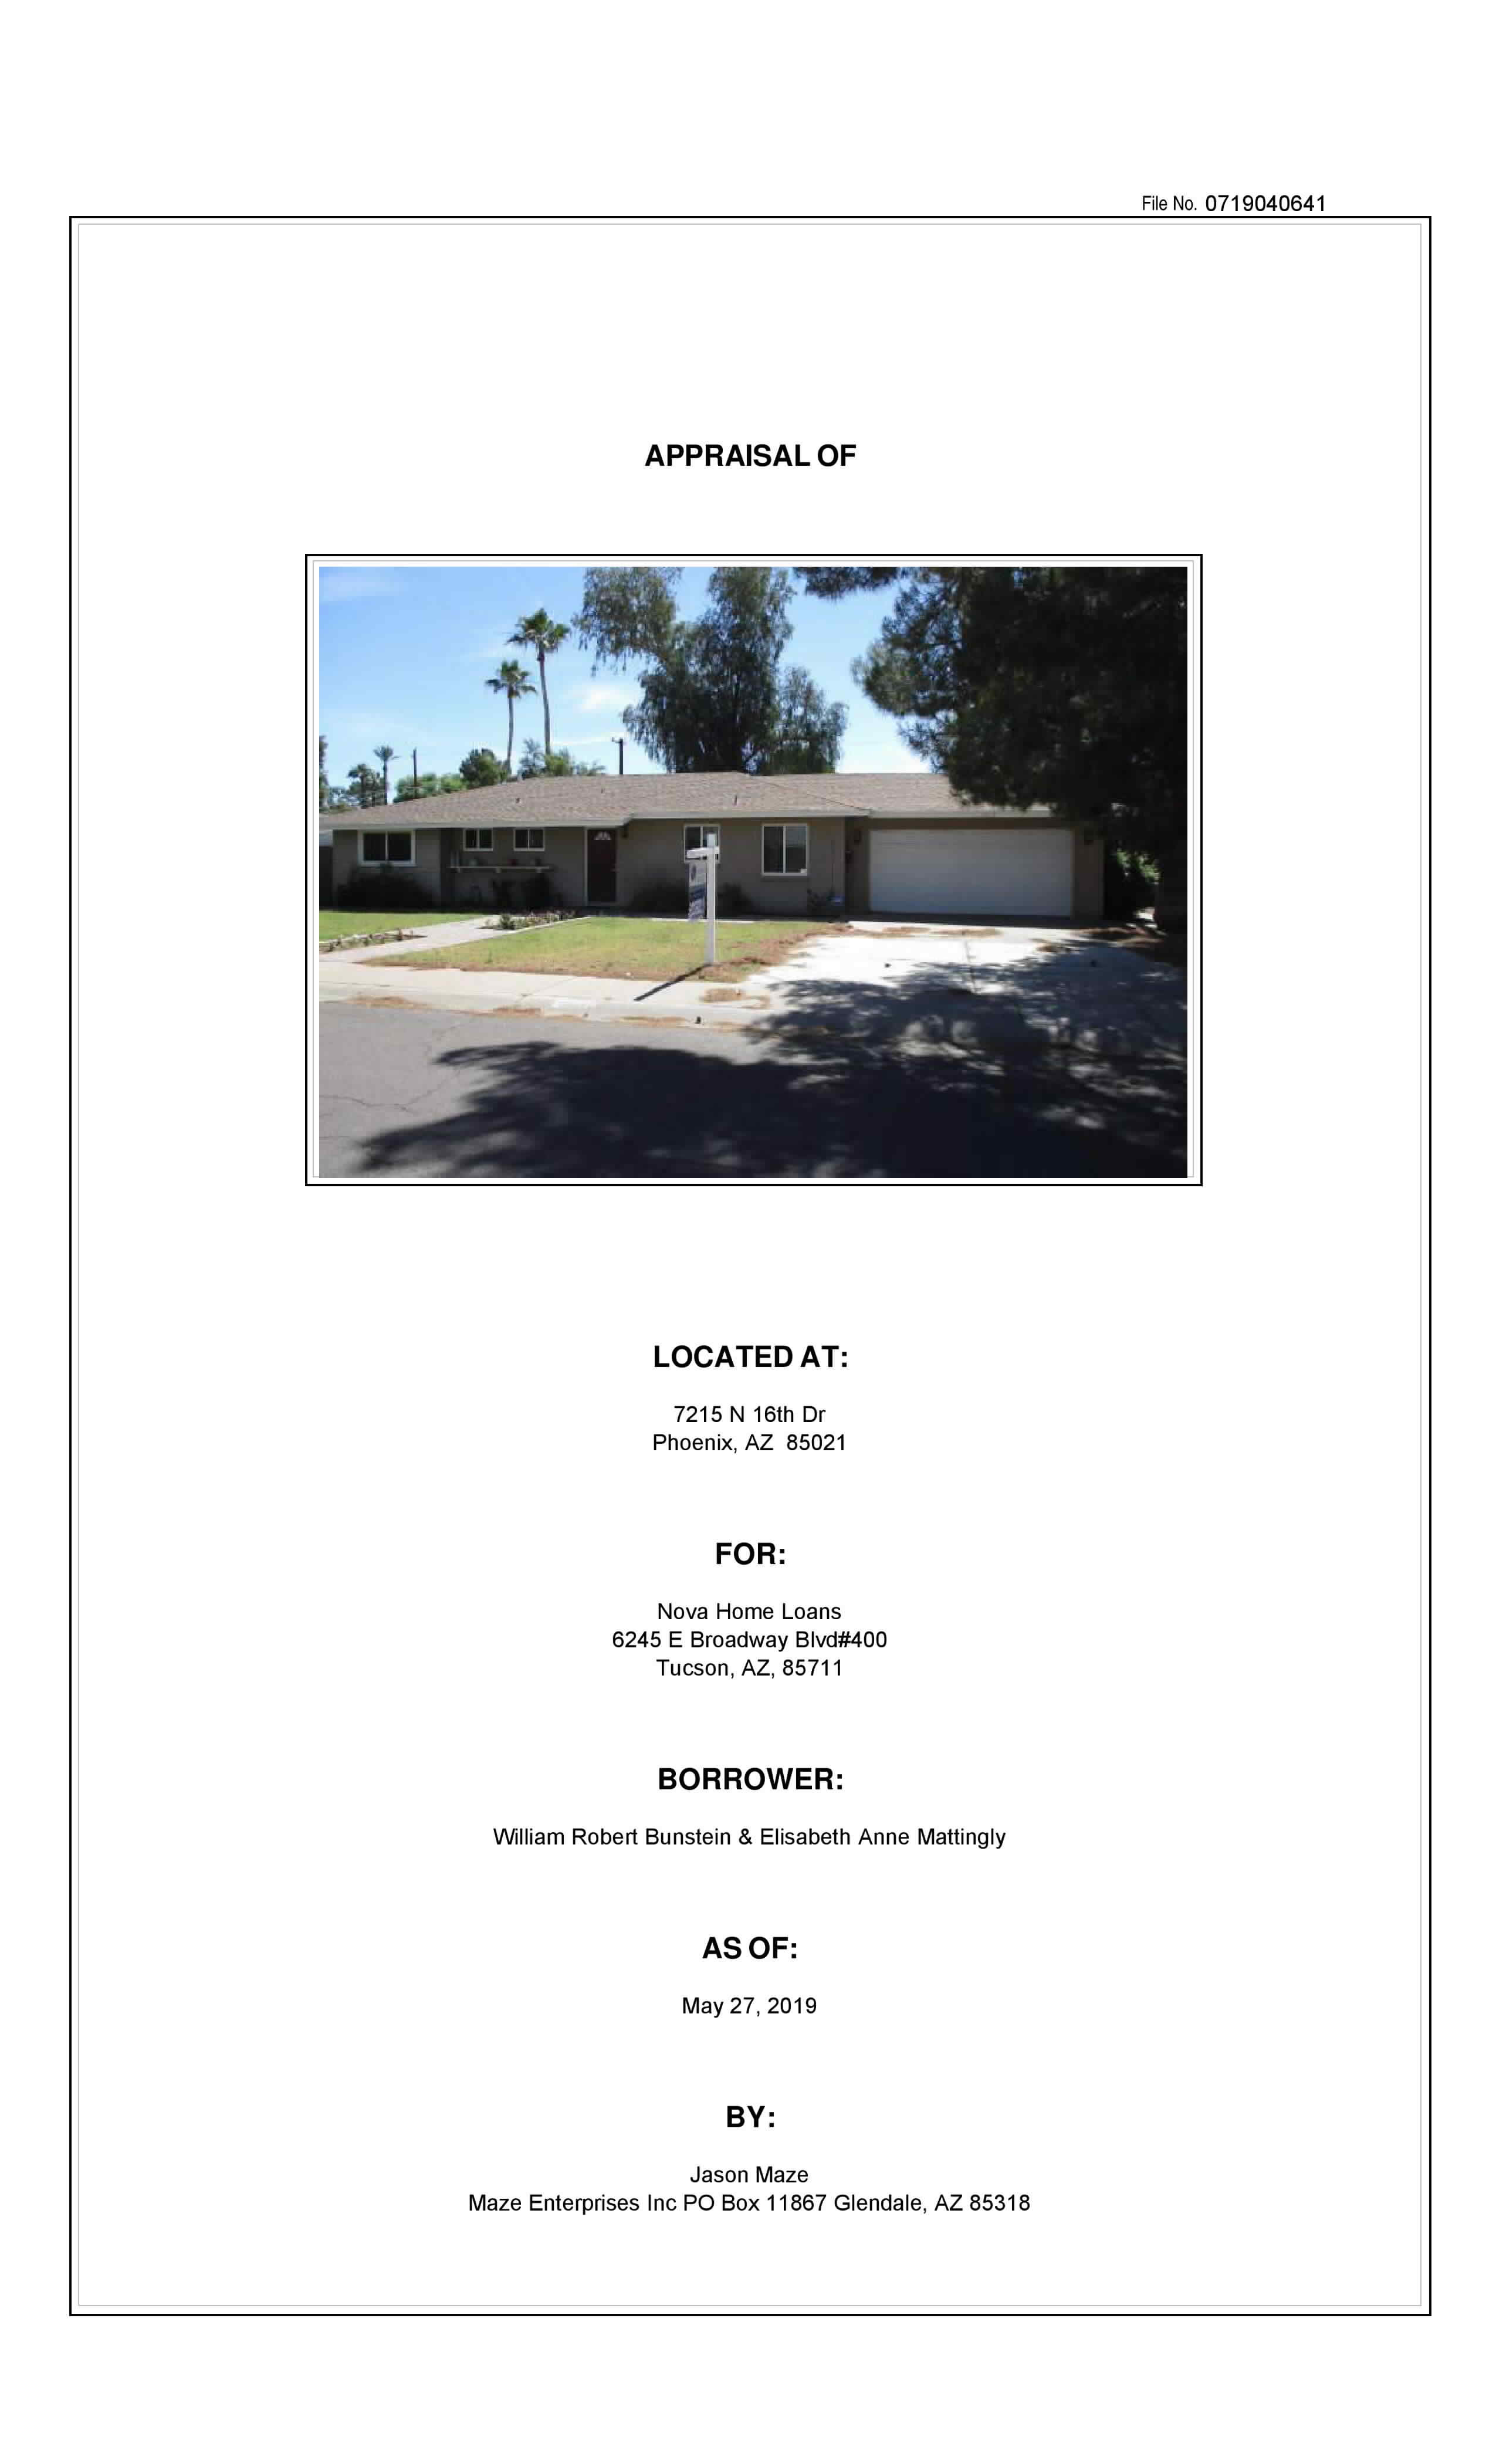 File No. 0719040641
APPRAISAL OF
LOCATED AT:
7215 N 16th Dr
Phoenix, AZ 85021
FOR:
Nova Home Loans
6245 E Broadway Blvd#400
Tucson, AZ, 85711
BORROWER:
William Robert Bunstein & Elisabeth Anne Mattingly
AS OF:
May 27, 2019
BY:
Jason Maze
Maze Enterprises Inc PO Box 11867 Glendale, AZ 85318